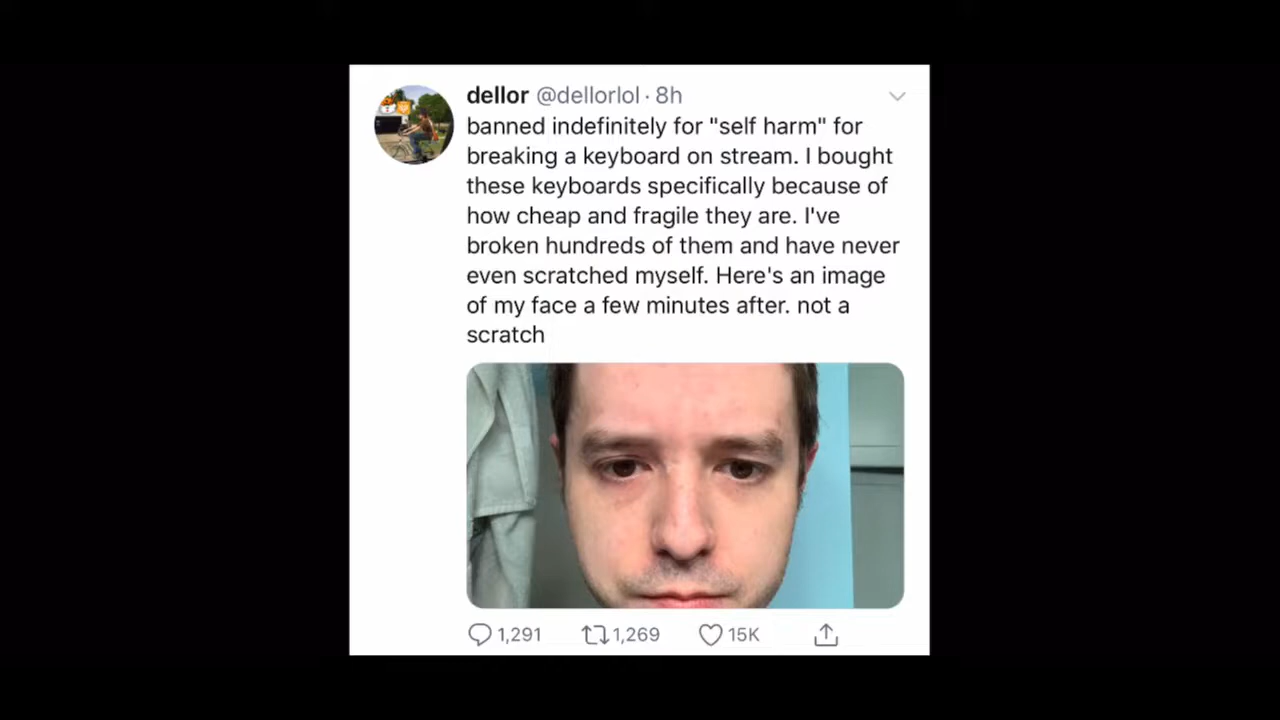 dellor @dellorlol · 8h
banned indefinitely for "self harm" for
breaking a keyboard on stream. I bought
these keyboards specifically because of
how cheap and fragile they are. I've
broken hundreds of them and have never
even scratched myself. Here's an image
of my face a few minutes after. not a
scratch
1,291 1,269 15K